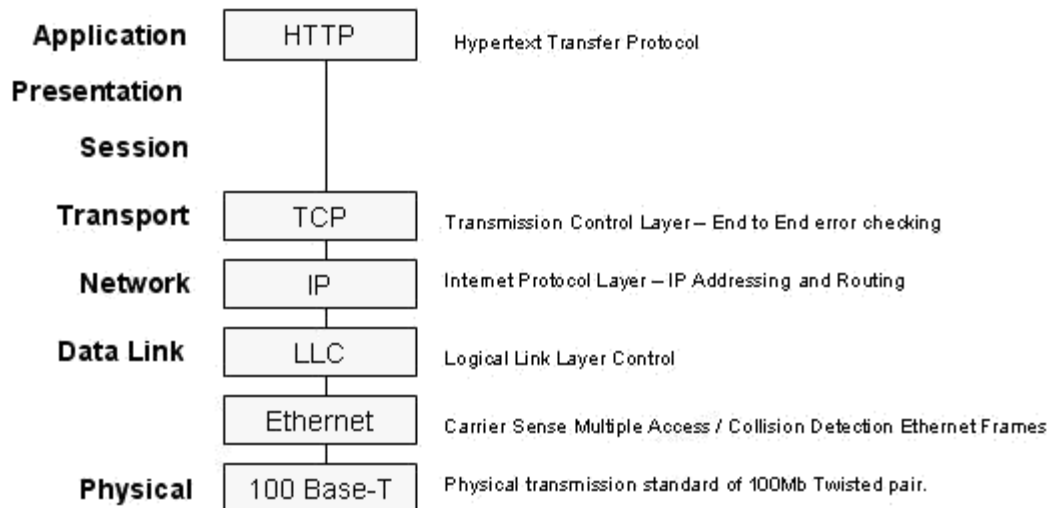 Application HTTP Hypertext Transfer Protocol
Presentation
Session
Transport TCP Transmission Control Layer – End to End error checking
Network IP Internet Protocol Layer – IP Addressing and Routing
Data Link LLC Logical Link Layer Control
Ethernet Carrier Sense Multiple Access / Collision Detection Ethernet Frames
Physical 100 Base-T Physical transmission standard of 100Mb Twisted pair.